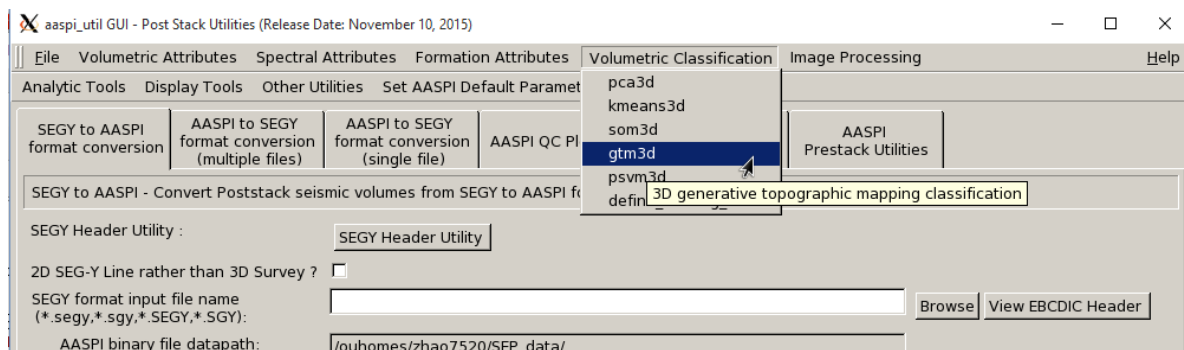 aaspi_util GUI - Post Stack Utilities (Release Date: November 10, 2015)
File Volumetric Attributes Spectral Attributes Formation Attributes Volumetric Classification Image Processing Help
Analytic Tools Display Tools Other Utilities Set AASPI Default Paramet
pca3d
kmeans3d
som3d
gtm3d
psvm3d
3D generative topographic mapping classification
SEGY to AASPI
format conversion
AASPI to SEGY
format conversion
(multiple files)
AASPI to SEGY
format conversion
(single file)
AASPI QC Pl
AASPI
Prestack Utilities
SEGY to AASPI - Convert Poststack seismic volumes from SEGY to AASPI fo
SEGY Header Utility :
SEGY Header Utility
2D SEG-Y Line rather than 3D Survey ?
SEGY format input file name
(*.segy,*.sgy,*.SEGY,*.SGY):
Browse View EBCDIC Header
AASPI binary file datapath:
/ouhomes/zhao7520/SEP_data/